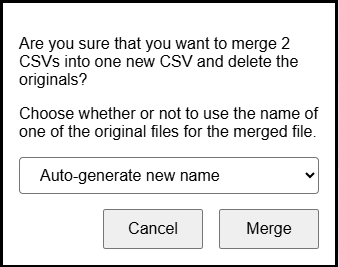 Are you sure that you want to merge 2
CSVs into one new CSV and delete the
originals?
Choose whether or not to use the name of
one of the original files for the merged file.
Auto-generate new name
Cancel
Merge